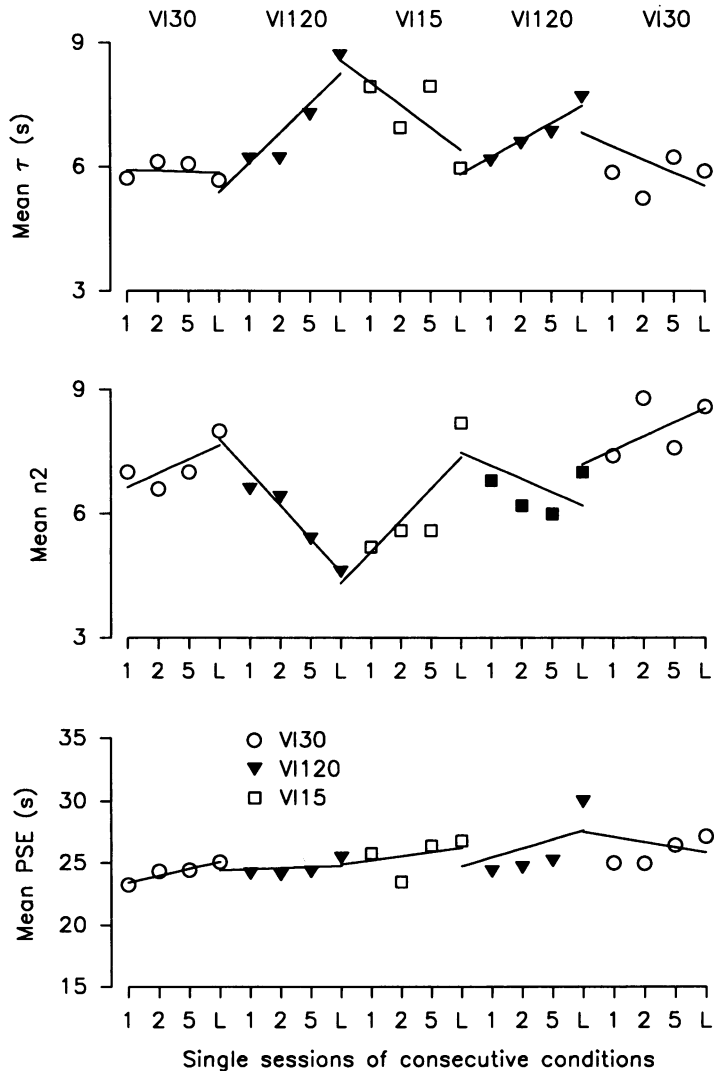 VI30 VI120 VI15 VI120 VI30
9
6
3
Mean τ (s)
1 2 5 L 1 2 5 L 1 2 5 L 1 2 5 L 1 2 5 L
9
6
3
Mean n2
1 2 5 L 1 2 5 L 1 2 5 L 1 2 5 L 1 2 5 L
35
30
25
20
15
Mean PSE (s)
VI30
VI120
VI15
1 2 5 L 1 2 5 L 1 2 5 L 1 2 5 L 1 2 5 L
Single sessions of consecutive conditions